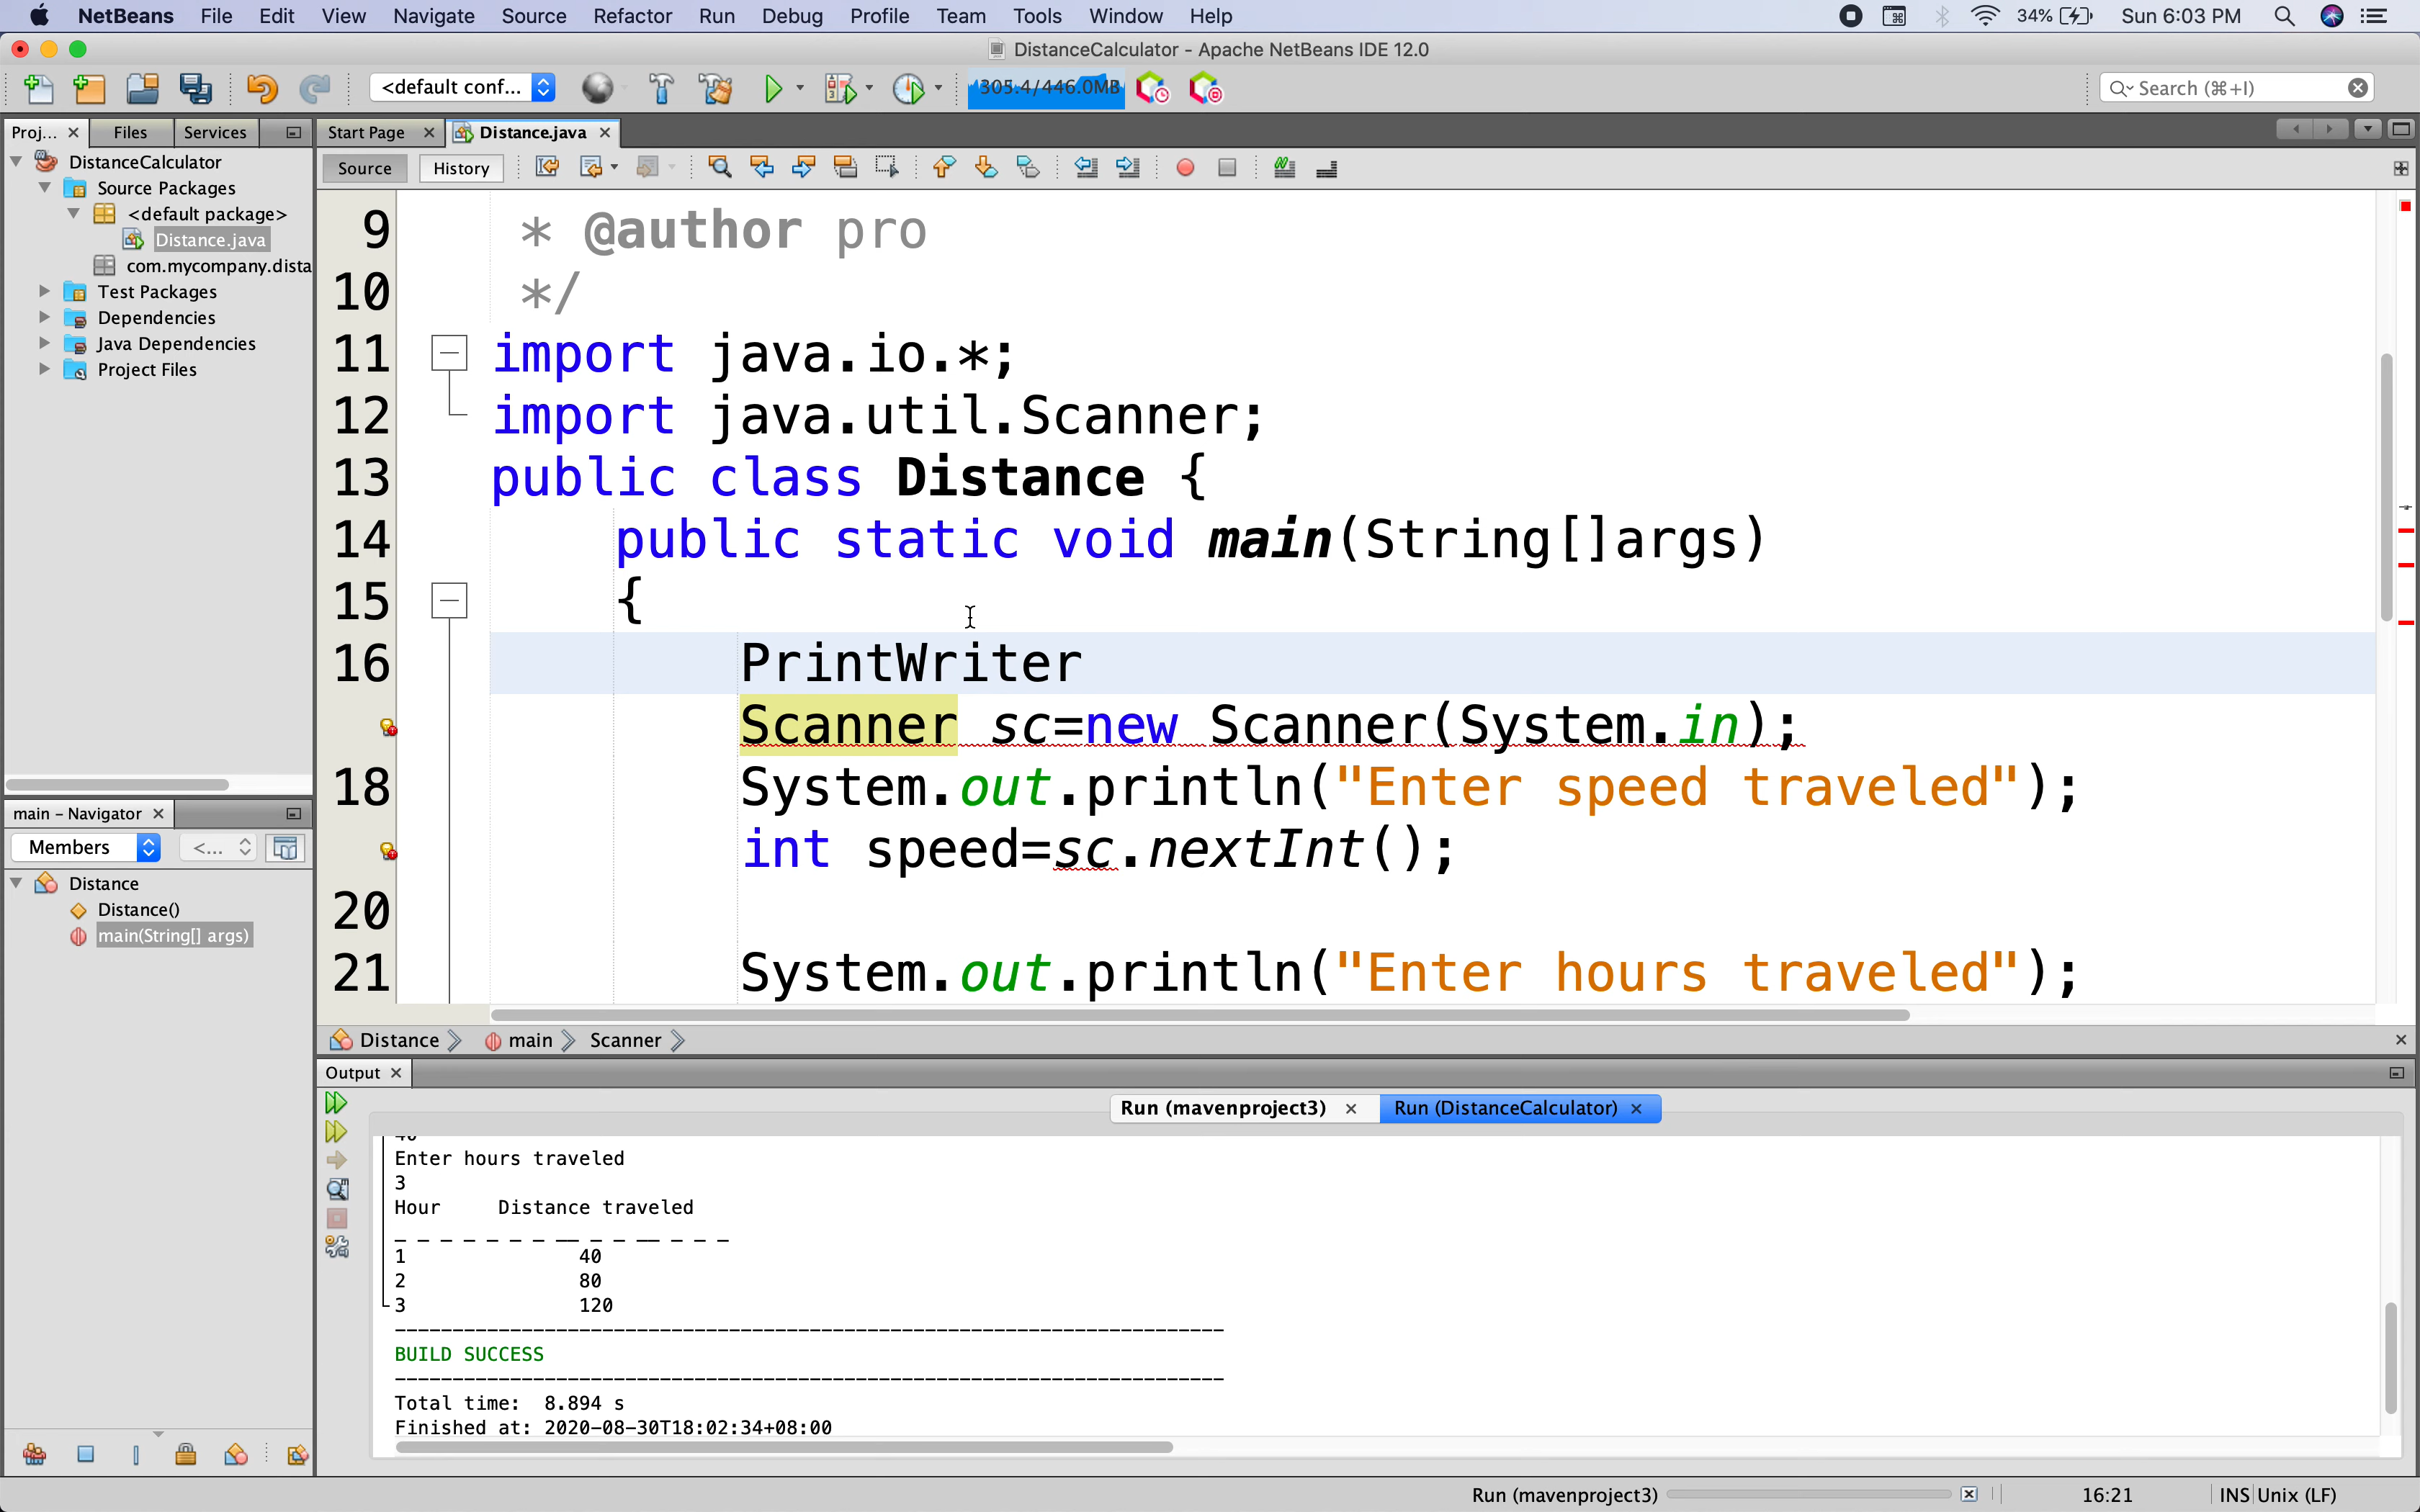 NetBeans File Edit View Navigate Source Refactor Run Debug Profile Team Tools Window Help 34% Sun 6:03 PM
DistanceCalculator - Apache NetBeans IDE 12.0
<default conf... 305.4/446.0MB Search (⌘+I)
Proj... Files Services Start Page Distance.java
Source History
DistanceCalculator
Source Packages
<default package>
Distance.java
com.mycompany.dista
Test Packages
Dependencies
Java Dependencies
Project Files
9 * @author pro
10 */
11 import java.io.*;
12 import java.util.Scanner;
13 public class Distance {
14 public static void main(String[]args)
15 {
16 PrintWriter
Scanner sc=new Scanner(System.in);
18 System.out.println("Enter speed traveled");
int speed=sc.nextInt();
20
21 System.out.println("Enter hours traveled");
main - Navigator
Members <...
Distance
Distance()
main(String[] args)
Distance main Scanner
Output
Run (mavenproject3) Run (DistanceCalculator)
Enter hours traveled
3
Hour Distance traveled
1 40
2 80
3 120
BUILD SUCCESS
Total time: 8.894 s
Finished at: 2020-08-30T18:02:34+08:00
Run (mavenproject3) 16:21 INS Unix (LF)